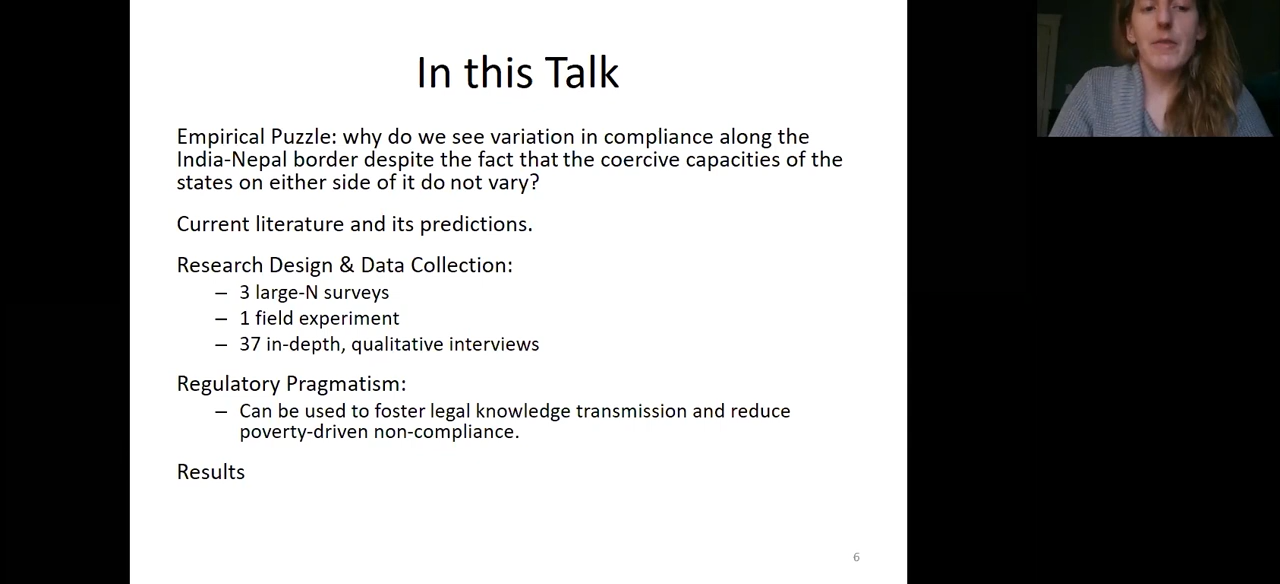 In this Talk
Empirical Puzzle: why do we see variation in compliance along the
India-Nepal border despite the fact that the coercive capacities of the
states on either side of it do not vary?
Current literature and its predictions.
Research Design & Data Collection:
– 3 large-N surveys
– 1 field experiment
– 37 in-depth, qualitative interviews
Regulatory Pragmatism:
– Can be used to foster legal knowledge transmission and reduce
poverty-driven non-compliance.
Results
6